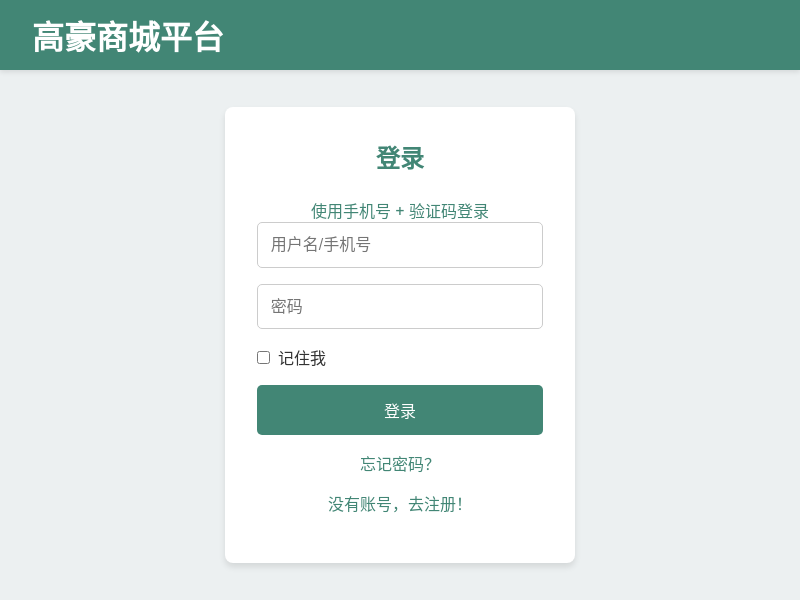 高豪商城平台
登录
使用手机号 + 验证码登录
用户名/手机号
密码
记住我
登录
忘记密码？
没有账号，去注册！